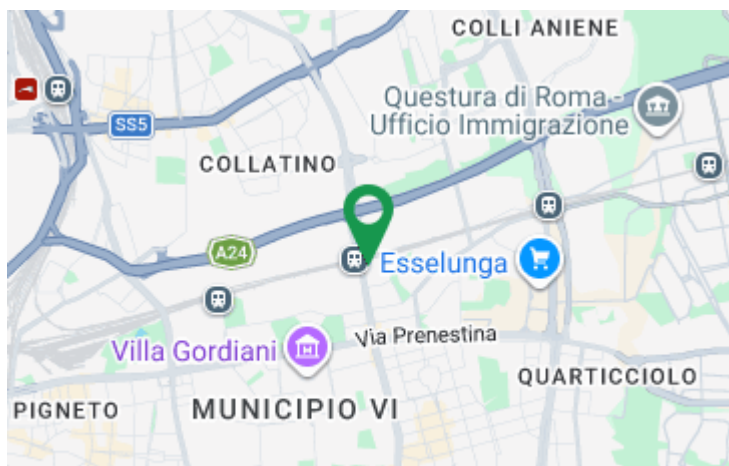 COLLI ANIENE
Questura di Roma -
Ufficio Immigrazione
SS5
COLLATINO
A24
Esselunga
Via Prenestina
Villa Gordiani
QUARTICCIOLO
PIGNETO
MUNICIPIO VI